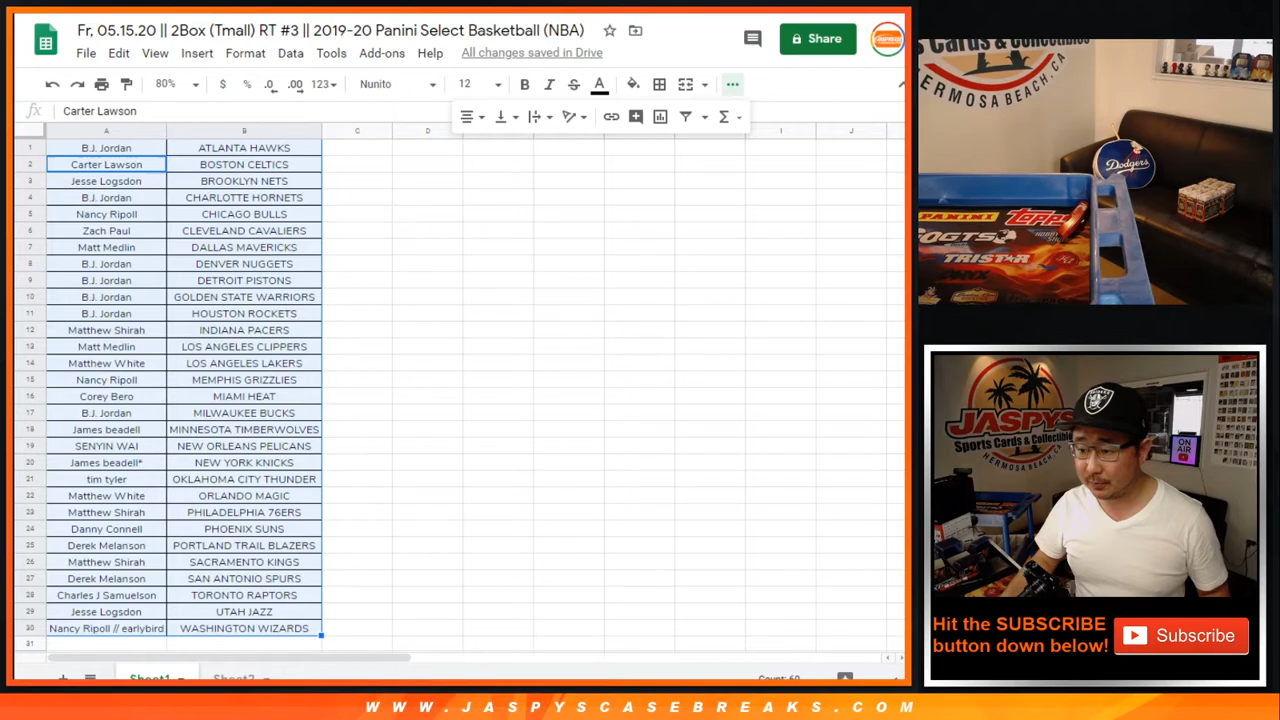 Fr, 05.15.20 || 2Box (Tmall) RT #3 || 2019-20 Panini Select Basketball (NBA)
File Edit View Insert Format Data Tools Add-ons Help All changes saved in Drive
Share
80% $ % .0 .00 123 Nunito 12 B I S A
fx Carter Lawson
A B C D E F G H I J
1 B.J. Jordan ATLANTA HAWKS
2 Carter Lawson BOSTON CELTICS
3 Jesse Logsdon BROOKLYN NETS
4 B.J. Jordan CHARLOTTE HORNETS
5 Nancy Ripoll CHICAGO BULLS
6 Zach Paul CLEVELAND CAVALIERS
7 Matt Medlin DALLAS MAVERICKS
8 B.J. Jordan DENVER NUGGETS
9 B.J. Jordan DETROIT PISTONS
10 B.J. Jordan GOLDEN STATE WARRIORS
11 B.J. Jordan HOUSTON ROCKETS
12 Matthew Shirah INDIANA PACERS
13 Matt Medlin LOS ANGELES CLIPPERS
14 Matthew White LOS ANGELES LAKERS
15 Nancy Ripoll MEMPHIS GRIZZLIES
16 Corey Bero MIAMI HEAT
17 B.J. Jordan MILWAUKEE BUCKS
18 James beadell MINNESOTA TIMBERWOLVES
19 SENYIN WAI NEW ORLEANS PELICANS
20 James beadell* NEW YORK KNICKS
21 tim tyler OKLAHOMA CITY THUNDER
22 Matthew White ORLANDO MAGIC
23 Matthew Shirah PHILADELPHIA 76ERS
24 Danny Connell PHOENIX SUNS
25 Derek Melanson PORTLAND TRAIL BLAZERS
26 Matthew Shirah SACRAMENTO KINGS
27 Derek Melanson SAN ANTONIO SPURS
28 Charles J Samuelson TORONTO RAPTORS
29 Jesse Logsdon UTAH JAZZ
30 Nancy Ripoll // earlybird WASHINGTON WIZARDS
31
Sheet1 Sheet2 Count: 60
s Cards & Collectibles
HERMOSA BEACH, CA
Dodgers
PANINI Topps
GTS
TRISTAR
JASPY'S
Sports Cards & Collectibles
HERMOSA BEACH, CA
RAIDERS
ON AIR
Hit the SUBSCRIBE
button down below!
Subscribe
WWW.JASPYSCASEBREAKS.COM